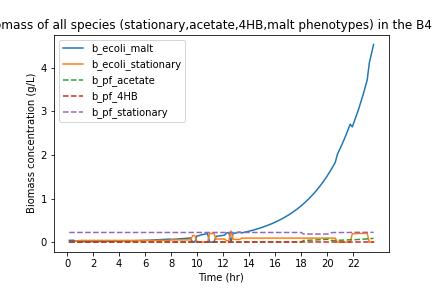 omass of all species (stationary,acetate,4HB,malt phenotypes) in the B4
b_ecoli_malt
b_ecoli_stationary
b_pf_acetate
b_pf_4HB
b_pf_stationary
Biomass concentration (g/L)
4
3
2
1
0
0 2 4 6 8 10 12 14 16 18 20 22
Time (hr)